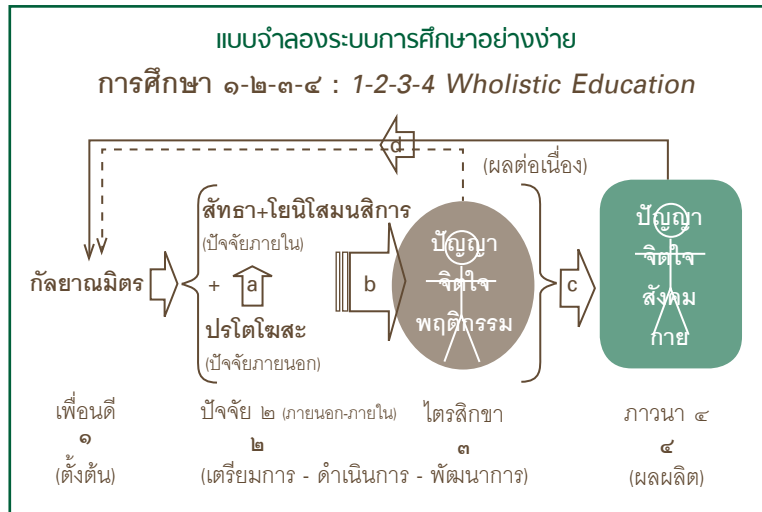 แบบจำลองระบบการศึกษาอย่างง่าย
การศึกษา ๑-๒-๓-๔ : 1-2-3-4 Wholistic Education
d
(ผลต่อเนื่อง)
สัทธา+โยนิโสมนสิการ
(ปัจจัยภายใน)
กัลยาณมิตร
+ a
ปรโตโฆสะ
(ปัจจัยภายนอก)
b
ปัญญา
จิตใจ
พฤติกรรม
c
ปัญญา
จิตใจ
สังคม
กาย
เพื่อนดี ปัจจัย ๒ (ภายนอก-ภายใน) ไตรสิกขา ภาวนา ๔
๑ ๒ ๓ ๔
(ตั้งต้น) (เตรียมการ - ดำเนินการ - พัฒนาการ) (ผลผลิต)